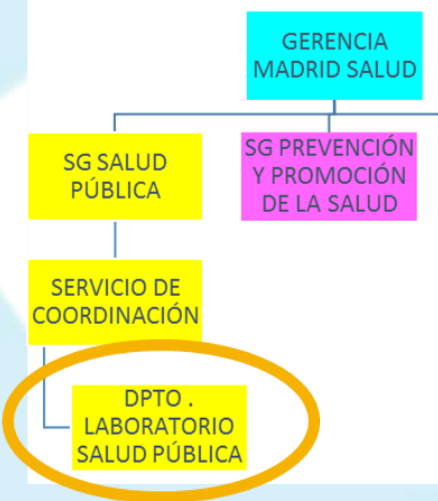 GERENCIA
MADRID SALUD
SG SALUD
PÚBLICA
SG PREVENCIÓN
Y PROMOCIÓN
DE LA SALUD
SERVICIO DE
COORDINACIÓN
DPTO .
LABORATORIO
SALUD PÚBLICA